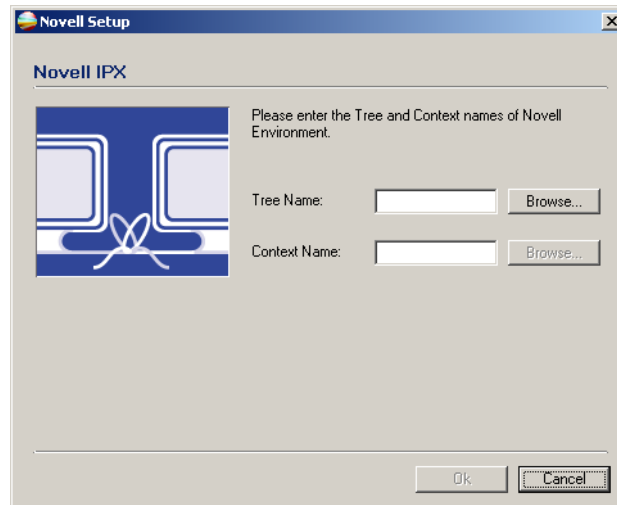 Novell Setup
Novell IPX
Please enter the Tree and Context names of Novell
Environment.
Tree Name:
Browse...
Context Name:
Browse...
Ok
Cancel